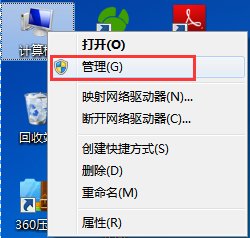 计算机
打开(O)
管理(G)
映射网络驱动器(N)...
断开网络驱动器(C)...
回收站
创建快捷方式(S)
删除(D)
重命名(M)
360压
属性(R)